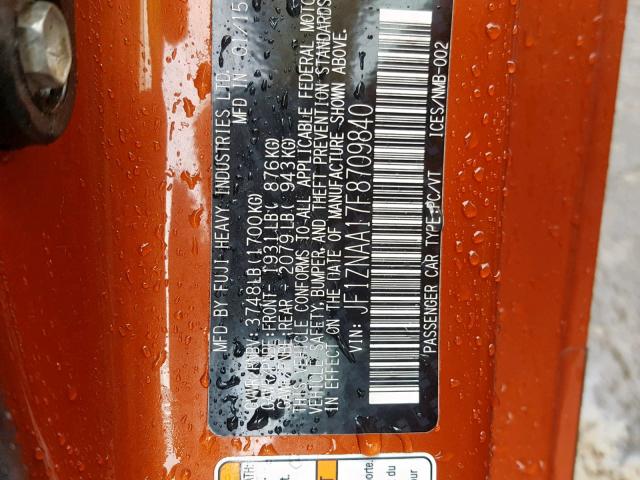 MFD BY FUJI HEAVY INDUSTRIES LTD. MFD IN 01/15
3748LB(1700KG)
FRONT 1931LB( 876KG)
REAR 2079LB( 943KG)
VEHICLE CONFORMS TO ALL APPLICABLE FEDERAL MOTOR
VEHICLE SAFETY, BUMPER, AND THEFT PREVENTION STANDARDS
IN EFFECT ON THE DATE OF MANUFACTURE SHOWN ABOVE.
VIN: JF1ZNAA17F8709840
PASSENGER CAR TYPE:PC/VT ICES/NMB-002